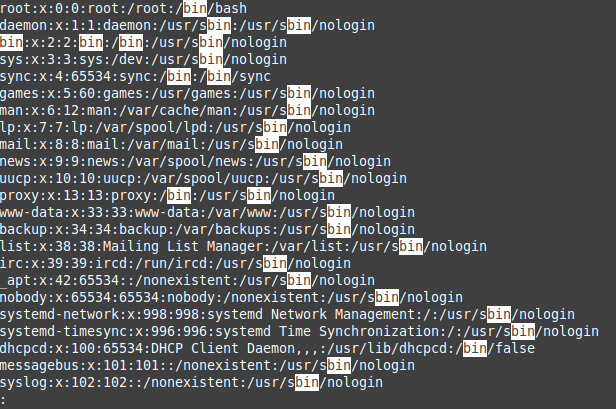 root:x:0:0:root:/root:/bin/bash
daemon:x:1:1:daemon:/usr/sbin:/usr/sbin/nologin
bin:x:2:2:bin:/bin:/usr/sbin/nologin
sys:x:3:3:sys:/dev:/usr/sbin/nologin
sync:x:4:65534:sync:/bin:/bin/sync
games:x:5:60:games:/usr/games:/usr/sbin/nologin
man:x:6:12:man:/var/cache/man:/usr/sbin/nologin
lp:x:7:7:lp:/var/spool/lpd:/usr/sbin/nologin
mail:x:8:8:mail:/var/mail:/usr/sbin/nologin
news:x:9:9:news:/var/spool/news:/usr/sbin/nologin
uucp:x:10:10:uucp:/var/spool/uucp:/usr/sbin/nologin
proxy:x:13:13:proxy:/bin:/usr/sbin/nologin
www-data:x:33:33:www-data:/var/www:/usr/sbin/nologin
backup:x:34:34:backup:/var/backups:/usr/sbin/nologin
list:x:38:38:Mailing List Manager:/var/list:/usr/sbin/nologin
irc:x:39:39:ircd:/run/ircd:/usr/sbin/nologin
_apt:x:42:65534::/nonexistent:/usr/sbin/nologin
nobody:x:65534:65534:nobody:/nonexistent:/usr/sbin/nologin
systemd-network:x:998:998:systemd Network Management:/:/usr/sbin/nologin
systemd-timesync:x:996:996:systemd Time Synchronization:/:/usr/sbin/nologin
dhcpcd:x:100:65534:DHCP Client Daemon,,,:/usr/lib/dhcpcd:/bin/false
messagebus:x:101:101::/nonexistent:/usr/sbin/nologin
syslog:x:102:102::/nonexistent:/usr/sbin/nologin
: